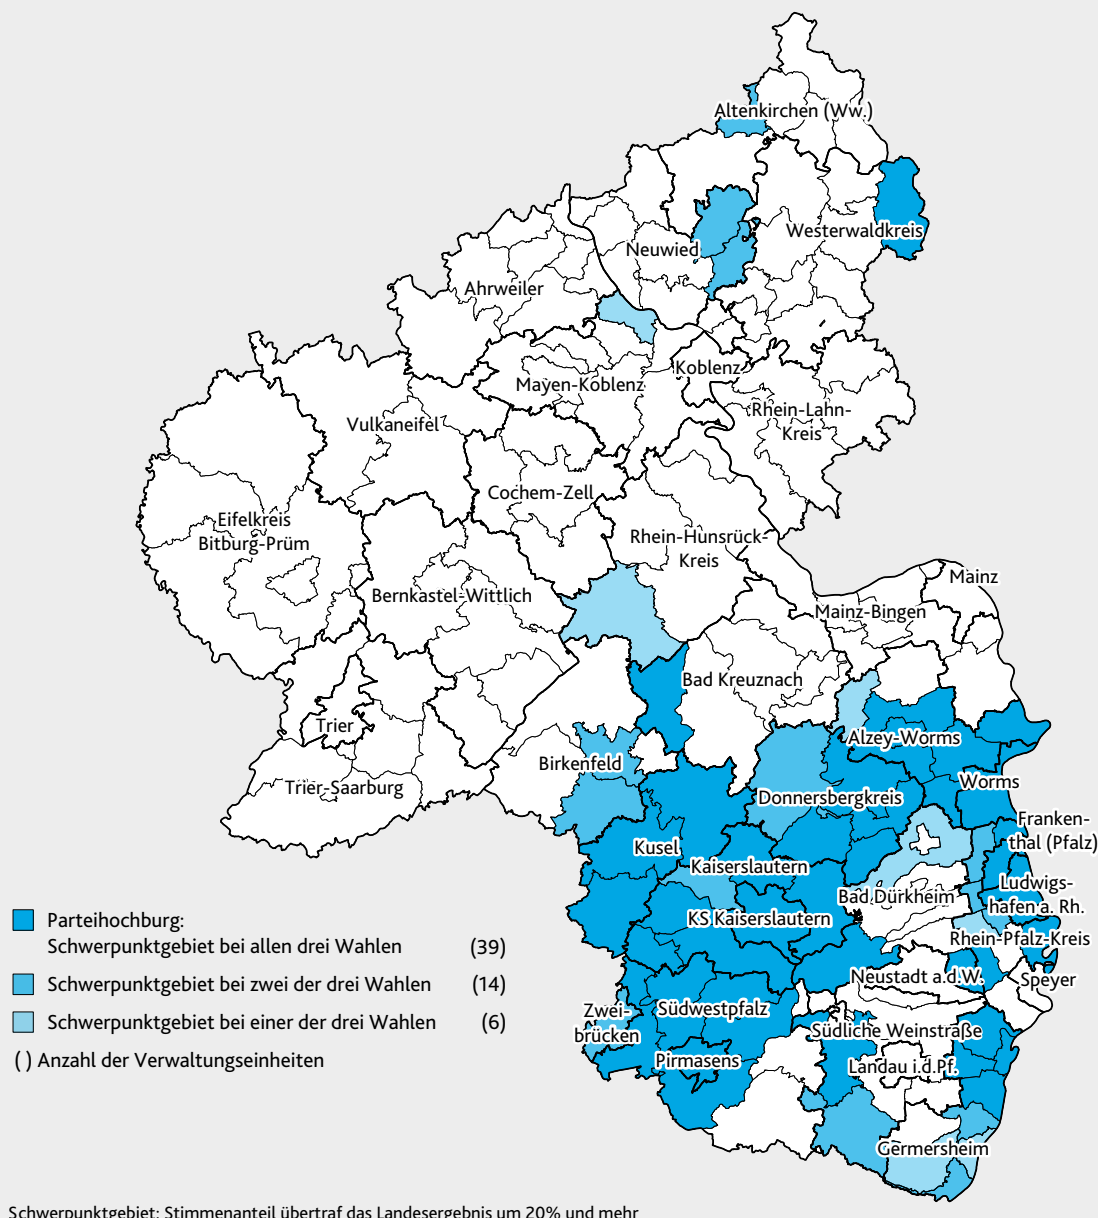 Altenkirchen (Ww.)
Westerwaldkreis
Neuwied
Ahrweiler
Koblenz
Mayen-Koblenz
Rhein-Lahn-
Kreis
Vulkaneifel
Cochem-Zell
Eifelkreis
Bitburg-Prüm
Rhein-Hunsrück-
Kreis
Mainz
Bernkastel-Wittlich
Mainz-Bingen
Bad Kreuznach
Trier
Alzey-Worms
Birkenfeld
Trier-Saarburg
Donnersbergkreis
Worms
Franken-
thal (Pfalz)
Kusel
Kaiserslautern
Ludwigs-
hafen a. Rh.
Bad Dürkheim
KS Kaiserslautern
Rhein-Pfalz-Kreis
Neustadt a.d.W.
Speyer
Zwei-
brücken
Südwestpfalz
Südliche Weinstraße
Pirmasens
Landau i.d.Pf.
Germersheim
Parteihochburg:
Schwerpunktgebiet bei allen drei Wahlen (39)
Schwerpunktgebiet bei zwei der drei Wahlen (14)
Schwerpunktgebiet bei einer der drei Wahlen (6)
( ) Anzahl der Verwaltungseinheiten
Schwerpunktgebiet: Stimmenanteil übertraf das Landesergebnis um 20% und mehr